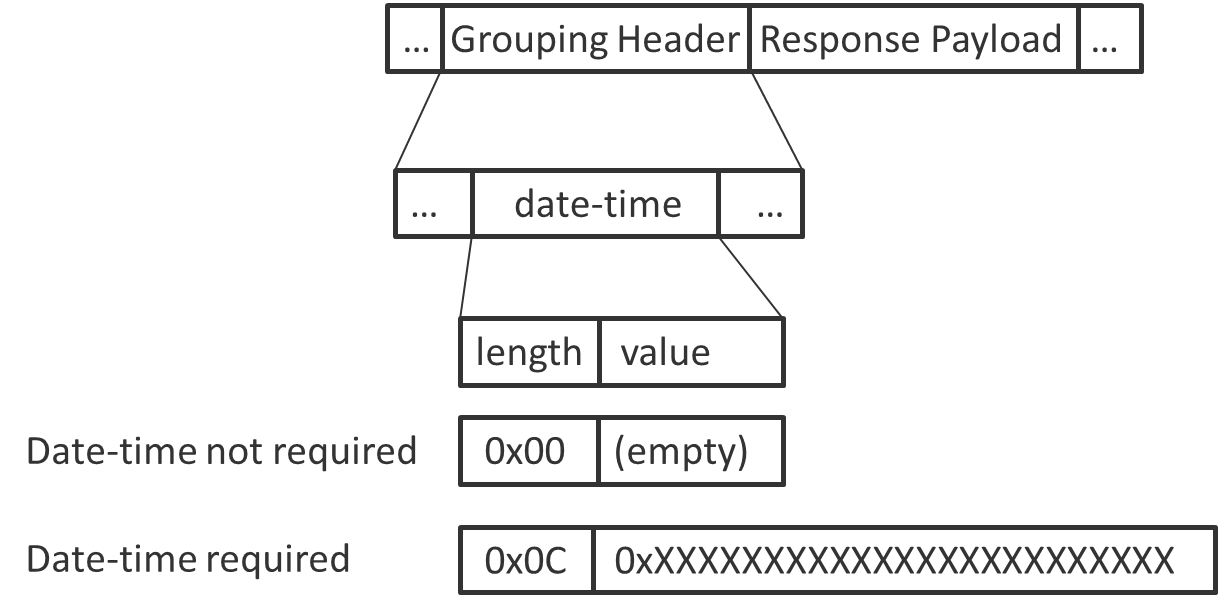 ... Grouping Header Response Payload ...
... date-time ...
length value
Date-time not required 0x00 (empty)
Date-time required 0x0C 0xXXXXXXXXXXXXXXXXXXXXXXXX